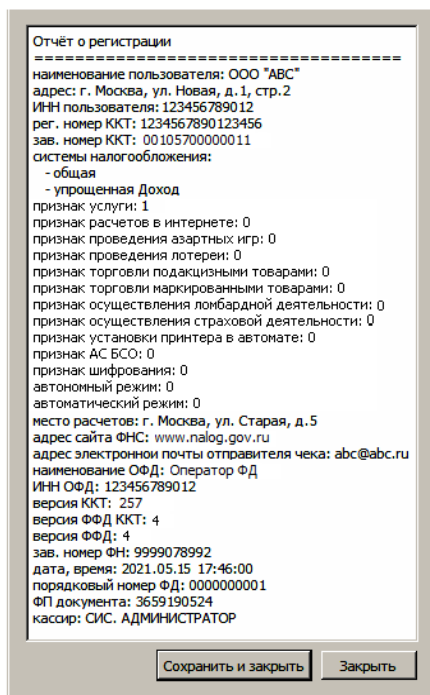 Отчёт о регистрации
========================================
наименование пользователя: ООО "АВС"
адрес: г. Москва, ул. Новая, д.1, стр.2
ИНН пользователя: 123456789012
рег. номер ККТ: 1234567890123456
зав. номер ККТ: 00105700000011
системы налогообложения:
- общая
- упрощенная Доход
признак услуги: 1
признак расчетов в интернете: 0
признак проведения азартных игр: 0
признак проведения лотереи: 0
признак торговли подакцизными товарами: 0
признак торговли маркированными товарами: 0
признак осуществления ломбардной деятельности: 0
признак осуществления страховой деятельности: 0
признак установки принтера в автомате: 0
признак АС БСО: 0
признак шифрования: 0
автономный режим: 0
автоматический режим: 0
место расчетов: г. Москва, ул. Старая, д.5
адрес сайта ФНС: www.nalog.gov.ru
адрес электронной почты отправителя чека: abc@abc.ru
наименование ОФД: Оператор ФД
ИНН ОФД: 123456789012
версия ККТ: 257
версия ФФД ККТ: 4
версия ФФД: 4
зав. номер ФН: 9999078992
дата, время: 2021.05.15 17:46:00
порядковый номер ФД: 0000000001
ФП документа: 3659190524
кассир: СИС. АДМИНИСТРАТОР
Сохранить и закрыть
Закрыть